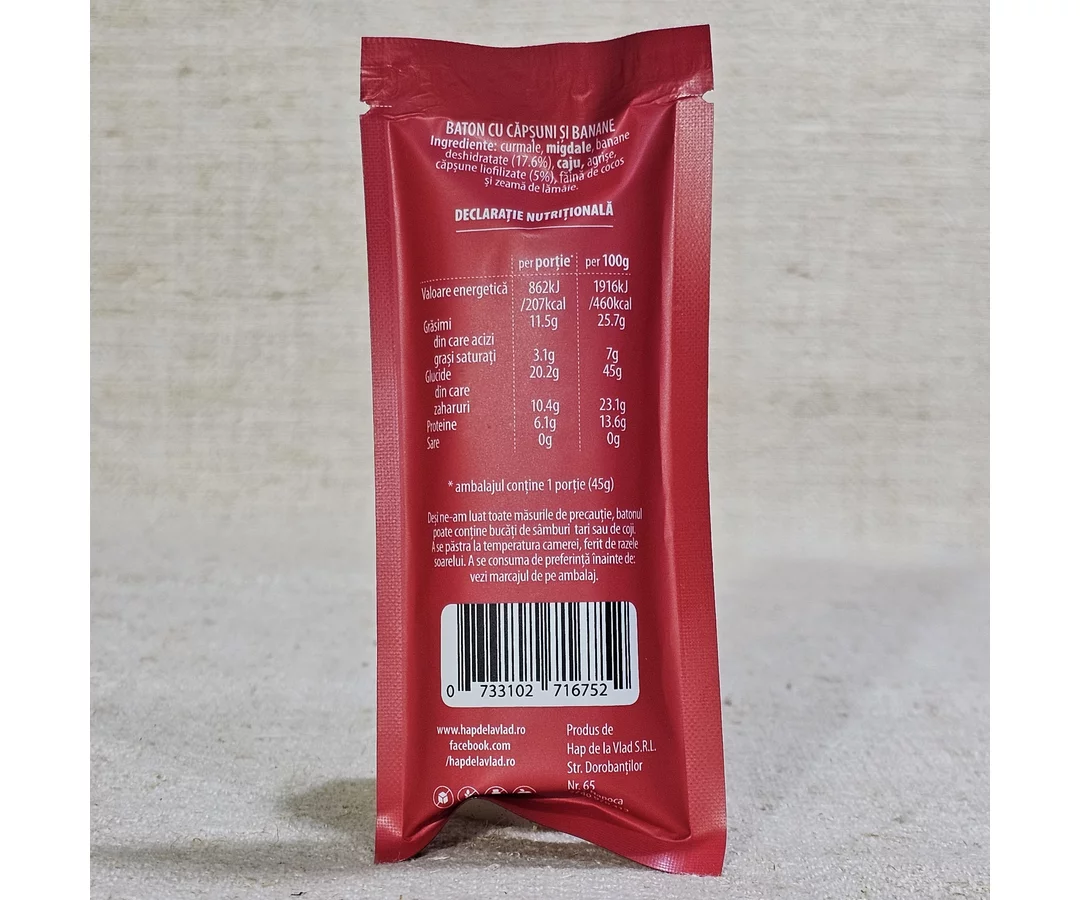 BATON CU CĂPȘUNI ȘI BANANE
Ingrediente: curmale, migdale, banane
deshidratate (17.6%), caju, agrișe,
căpșune liofilizate (5%), făină de cocos
și zeamă de lămâie.
DECLARAȚIE NUTRIȚIONALĂ
per porție* per 100g
Valoare energetică 862kJ 1916kJ
/207kcal /460kcal
Grăsimi 11.5g 25.7g
din care acizi
grași saturați 3.1g 7g
Glucide 20.2g 45g
din care
zaharuri 10.4g 23.1g
Proteine 6.1g 13.6g
Sare 0g 0g
* ambalajul conține 1 porție (45g)
Deși ne-am luat toate măsurile de precauție, batonul
poate conține bucăți de sâmburi tari sau de coji.
A se păstra la temperatura camerei, ferit de razele
soarelui. A se consuma de preferință înainte de:
vezi marcajul de pe ambalaj.
0 733102 716752
www.hapdelavlad.ro
facebook.com
/hapdelavlad.ro
Produs de
Hap de la Vlad S.R.L.
Str. Dorobanților
Nr. 65